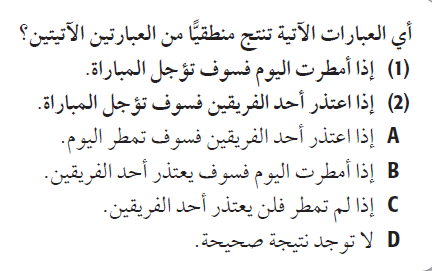 أي العبارات الآتية تنتج منطقيًّا من العبارتين الآتيتين؟
(1) إذا أمطرت اليوم فسوف تؤجل المباراة.
(2) إذا اعتذر أحد الفريقين فسوف تؤجل المباراة.
A إذا اعتذر أحد الفريقين فسوف تمطر اليوم.
B إذا أمطرت اليوم فسوف يعتذر أحد الفريقين.
C إذا لم تمطر فلن يعتذر أحد الفريقين.
D لا توجد نتيجة صحيحة.